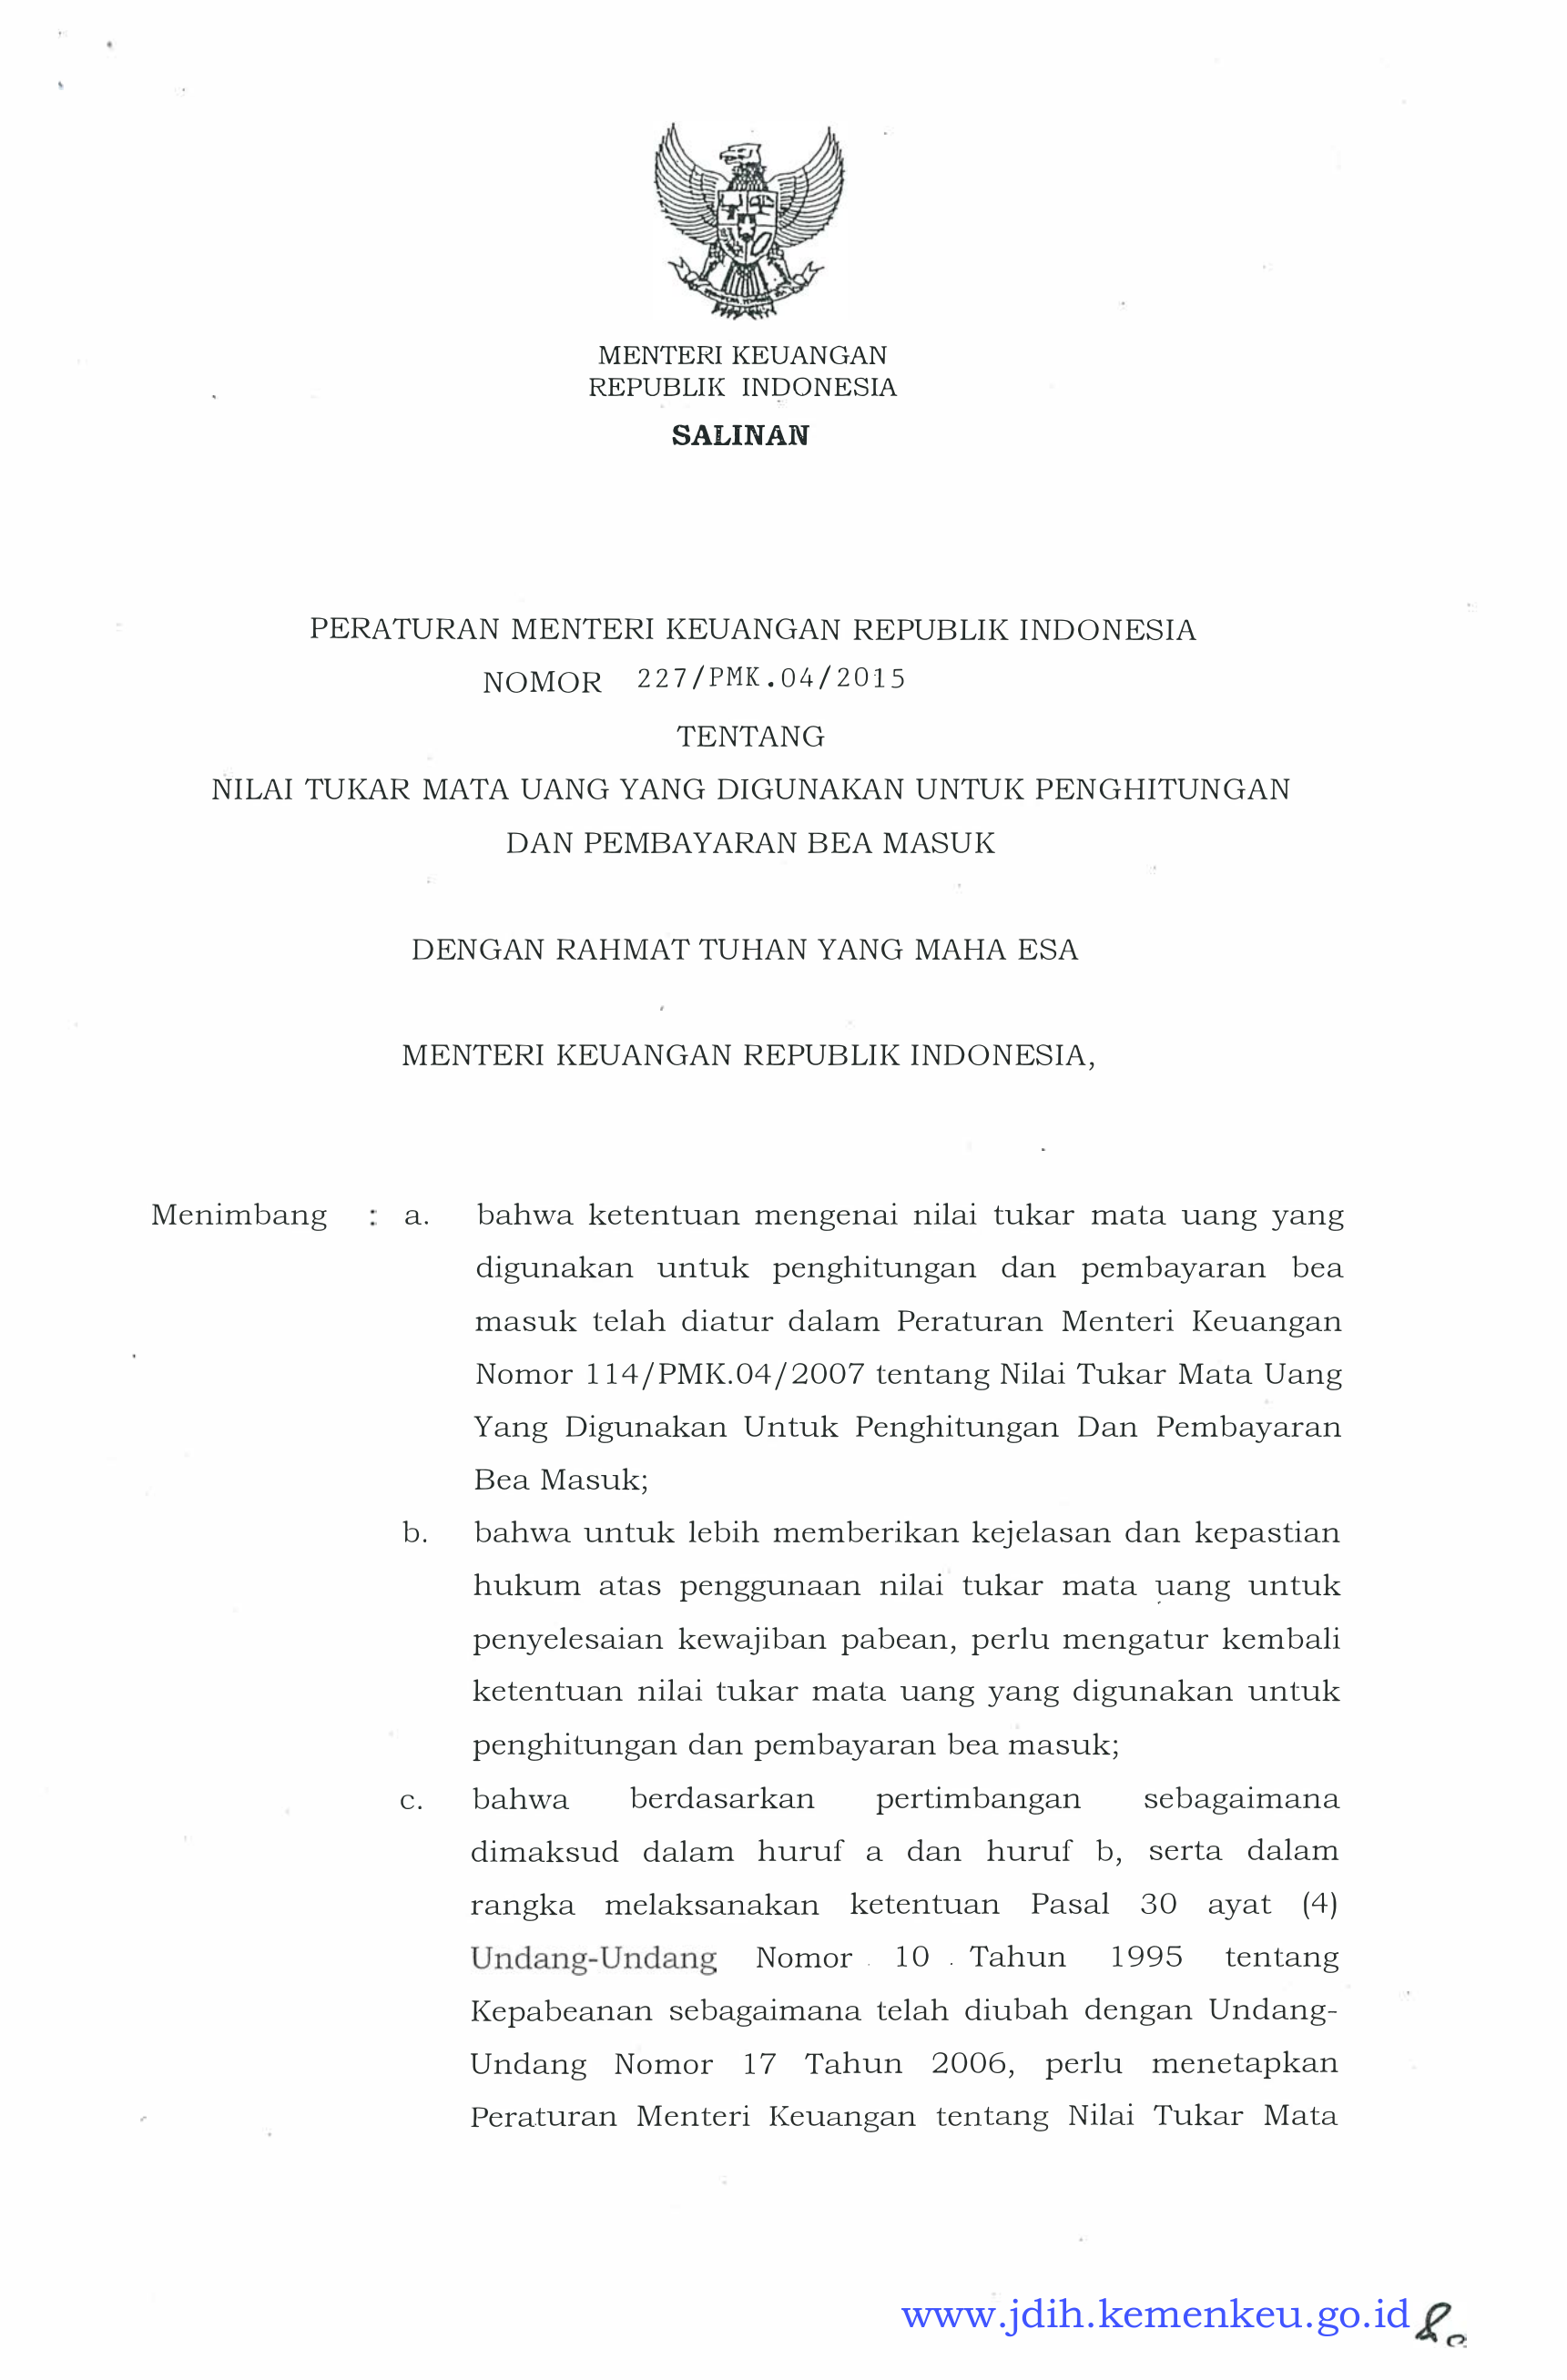 MENTERI KEUANGAN
REPUBLIK INDONESIA
SALINAN
PERATURAN MENTERI KEUANGAN REPUBLIK INDONESIA
NOMOR 227/PMK.04/2015
TENTANG
NILAI TUKAR MATA UANG YANG DIGUNAKAN UNTUK PENGHITUNGAN
DAN PEMBAYARAN BEA MASUK
DENGAN RAHMAT TUHAN YANG MAHA ESA
MENTERI KEUANGAN REPUBLIK INDONESIA,
Menimbang : a. bahwa ketentuan mengenai nilai tukar mata uang yang
digunakan untuk penghitungan dan pembayaran bea
masuk telah diatur dalam Peraturan Menteri Keuangan
Nomor 114/PMK.04/2007 tentang Nilai Tukar Mata Uang
Yang Digunakan Untuk Penghitungan Dan Pembayaran
Bea Masuk;
b. bahwa untuk lebih memberikan kejelasan dan kepastian
hukum atas penggunaan nilai tukar mata uang untuk
penyelesaian kewajiban pabean, perlu mengatur kembali
ketentuan nilai tukar mata uang yang digunakan untuk
penghitungan dan pembayaran bea masuk;
c. bahwa berdasarkan pertimbangan sebagaimana
dimaksud dalam huruf a dan huruf b, serta dalam
rangka melaksanakan ketentuan Pasal 30 ayat (4)
Undang-Undang Nomor 10 Tahun 1995 tentang
Kepabeanan sebagaimana telah diubah dengan Undang-
Undang Nomor 17 Tahun 2006, perlu menetapkan
Peraturan Menteri Keuangan tentang Nilai Tukar Mata
www.jdih.kemenkeu.go.id